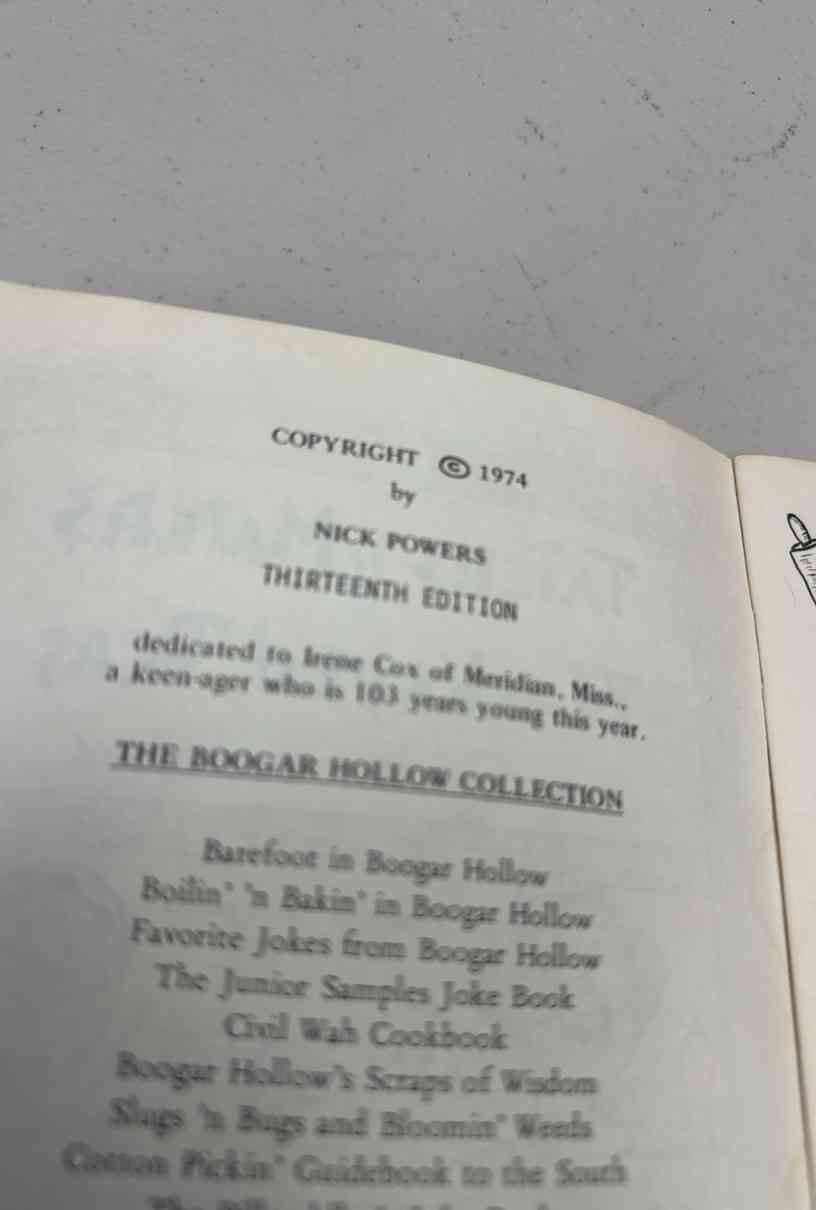 COPYRIGHT © 1974
by
NICK POWERS
THIRTEENTH EDITION
dedicated to Irene Cox of Meridian, Miss.,
a keen-ager who is 103 years young this year.
THE BOOGAR HOLLOW COLLECTION
Barefoot in Boogar Hollow
Boilin' 'n Bakin' in Boogar Hollow
Favorite Jokes from Boogar Hollow
The Junior Samples Joke Book
Civil Wah Cookbook
Boogar Hollow's Scraps of Wisdom
Slugs 'n Bugs and Bloomin' Weeds
Cotton Pickin' Guidebook to the South